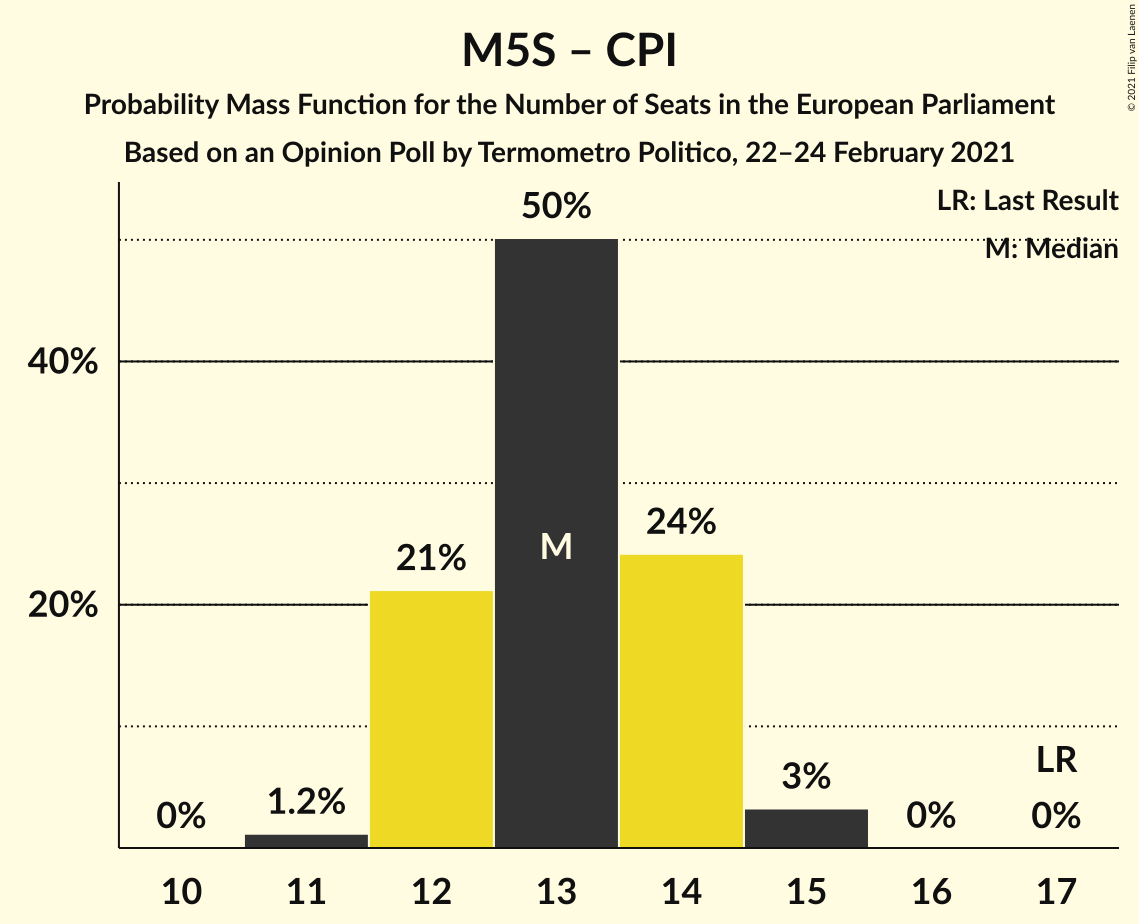 M5S – CPI
Probability Mass Function for the Number of Seats in the European Parliament
Based on an Opinion Poll by Termometro Politico, 22–24 February 2021
© 2021 Filip van Laenen
LR: Last Result
M: Median
50%
40%
24%
21%
M
20%
LR
3%
1.2%
0%
0%
0%
10 11 12 13 14 15 16 17